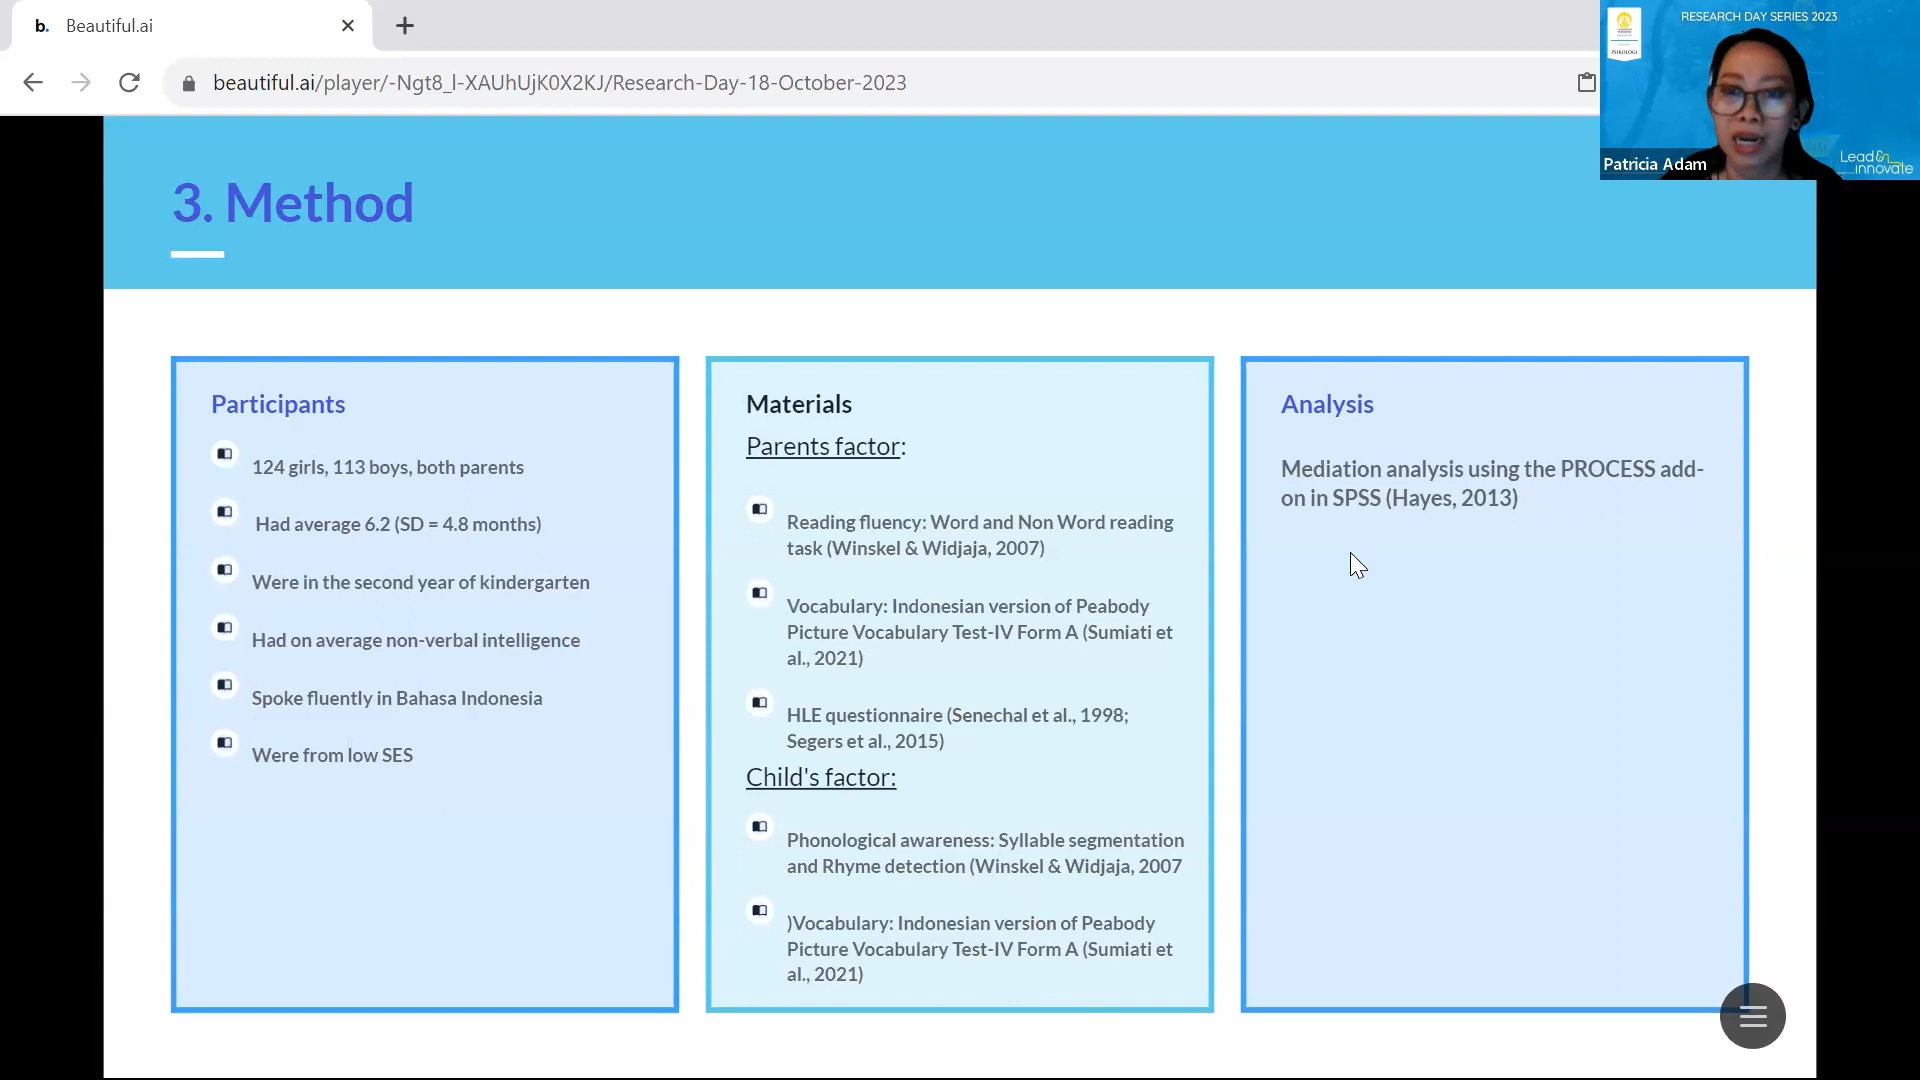 b. Beautiful.ai
beautiful.ai/player/-Ngt8_l-XAUhUjK0X2KJ/Research-Day-18-October-2023
RESEARCH DAY SERIES 2023
PSIKOLOGI
Patricia Adam
Lead &
innovate
3. Method
Participants
124 girls, 113 boys, both parents
Had average 6.2 (SD = 4.8 months)
Were in the second year of kindergarten
Had on average non-verbal intelligence
Spoke fluently in Bahasa Indonesia
Were from low SES
Materials
Parents factor:
Reading fluency: Word and Non Word reading
task (Winskel & Widjaja, 2007)
Vocabulary: Indonesian version of Peabody
Picture Vocabulary Test-IV Form A (Sumiati et
al., 2021)
HLE questionnaire (Senechal et al., 1998;
Segers et al., 2015)
Child's factor:
Phonological awareness: Syllable segmentation
and Rhyme detection (Winskel & Widjaja, 2007
)Vocabulary: Indonesian version of Peabody
Picture Vocabulary Test-IV Form A (Sumiati et
al., 2021)
Analysis
Mediation analysis using the PROCESS add-
on in SPSS (Hayes, 2013)